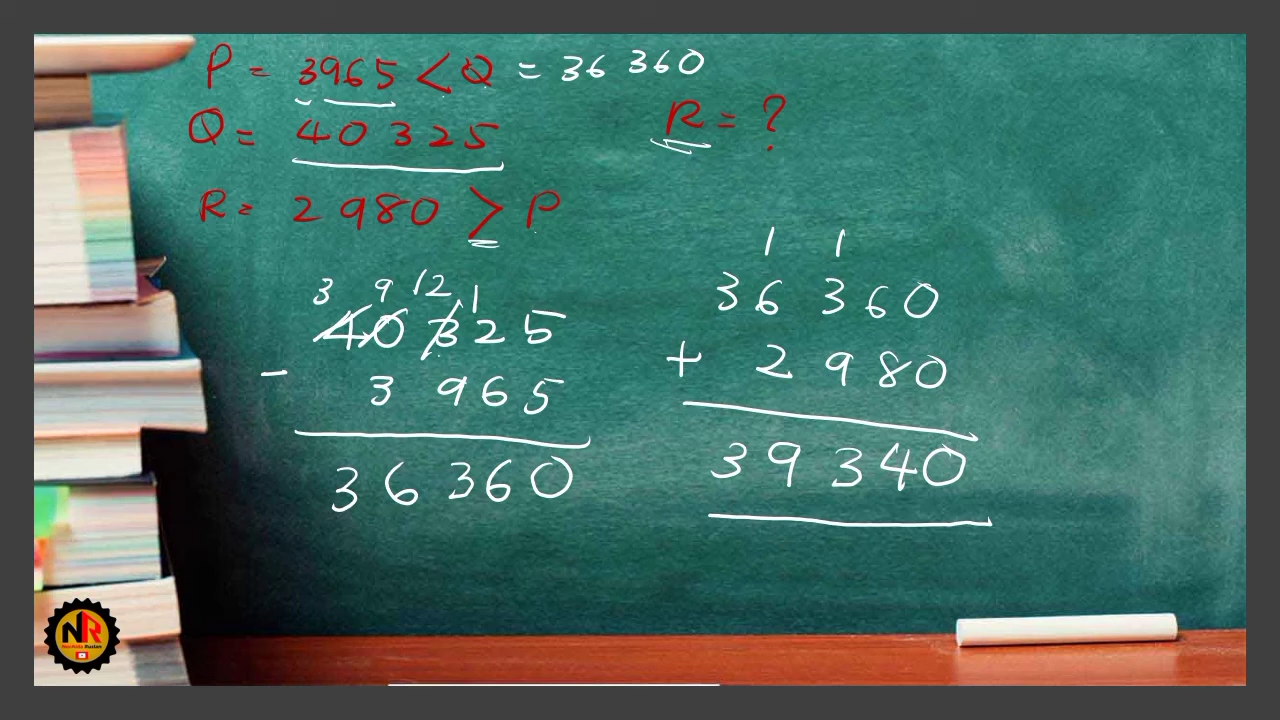 P = 3965 < Q = 36 360
R = ?
Q = 40 325
R = 2 980 > P
3 9 12 1
40 325
- 3 965
36 360
1 1
36 360
+ 2 980
39 340
NR